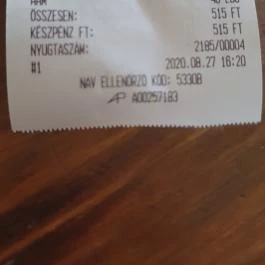 ÖSSZESEN: 515 FT
KÉSZPÉNZ FT: 515 FT
NYUGTASZÁM: 2185/00004
#1 2020.08.27 16:20
NAV ELLENŐRZŐ KÓD: 5330B
AP A00257183